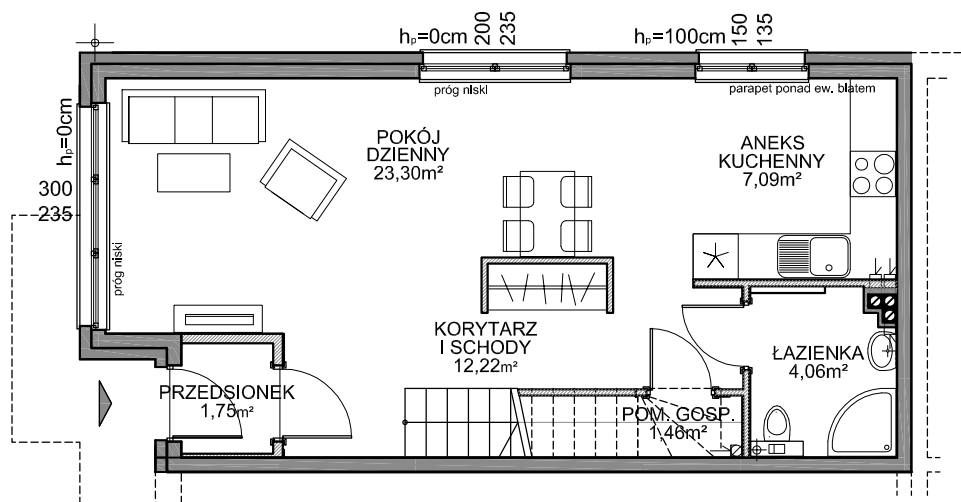 hp=0cm
200
235
hp=100cm
150
135
próg niski
parapet ponad ew. blatem
hp=0cm
300
235
próg niski
POKÓJ
DZIENNY
23,30m²
ANEKS
KUCHENNY
7,09m²
KORYTARZ
I SCHODY
12,22m²
ŁAZIENKA
4,06m²
PRZEDSIONEK
1,75m²
POM. GOSP.
1,46m²